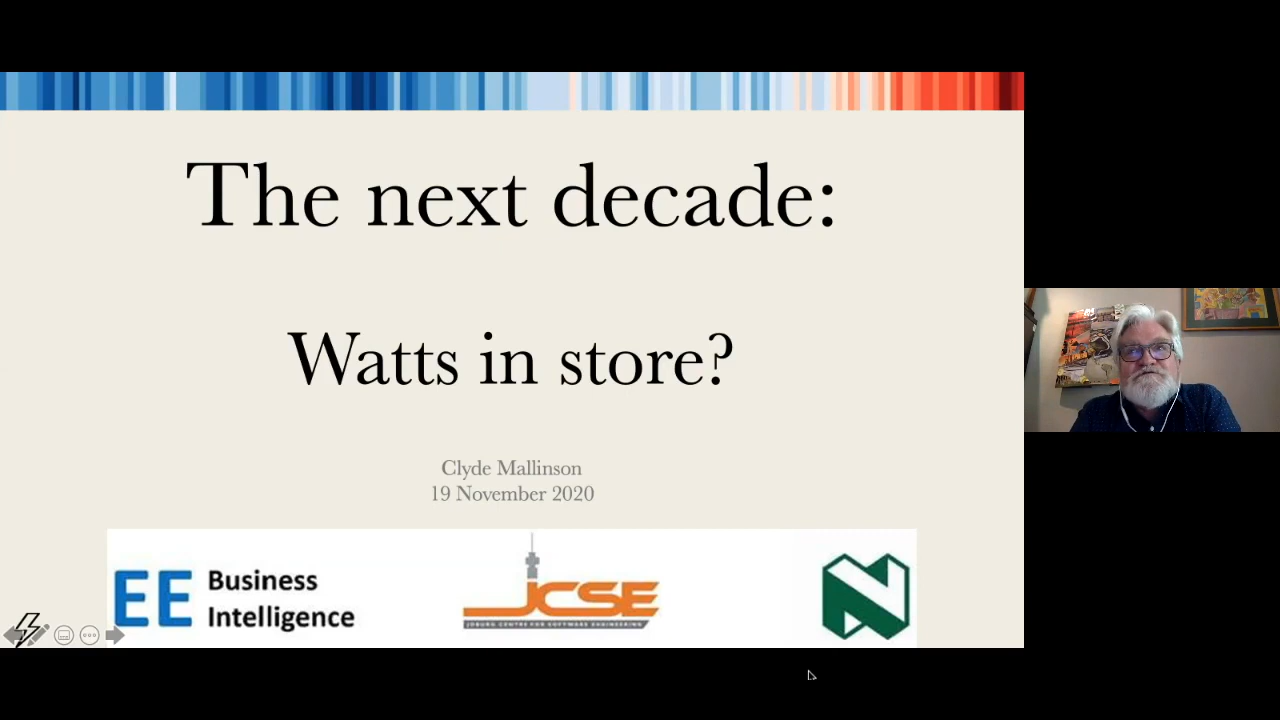 The next decade:
Watts in store?
Clyde Mallinson
19 November 2020
EE Business
Intelligence
JCSE
JOBURG CENTRE FOR SOFTWARE ENGINEERING
N